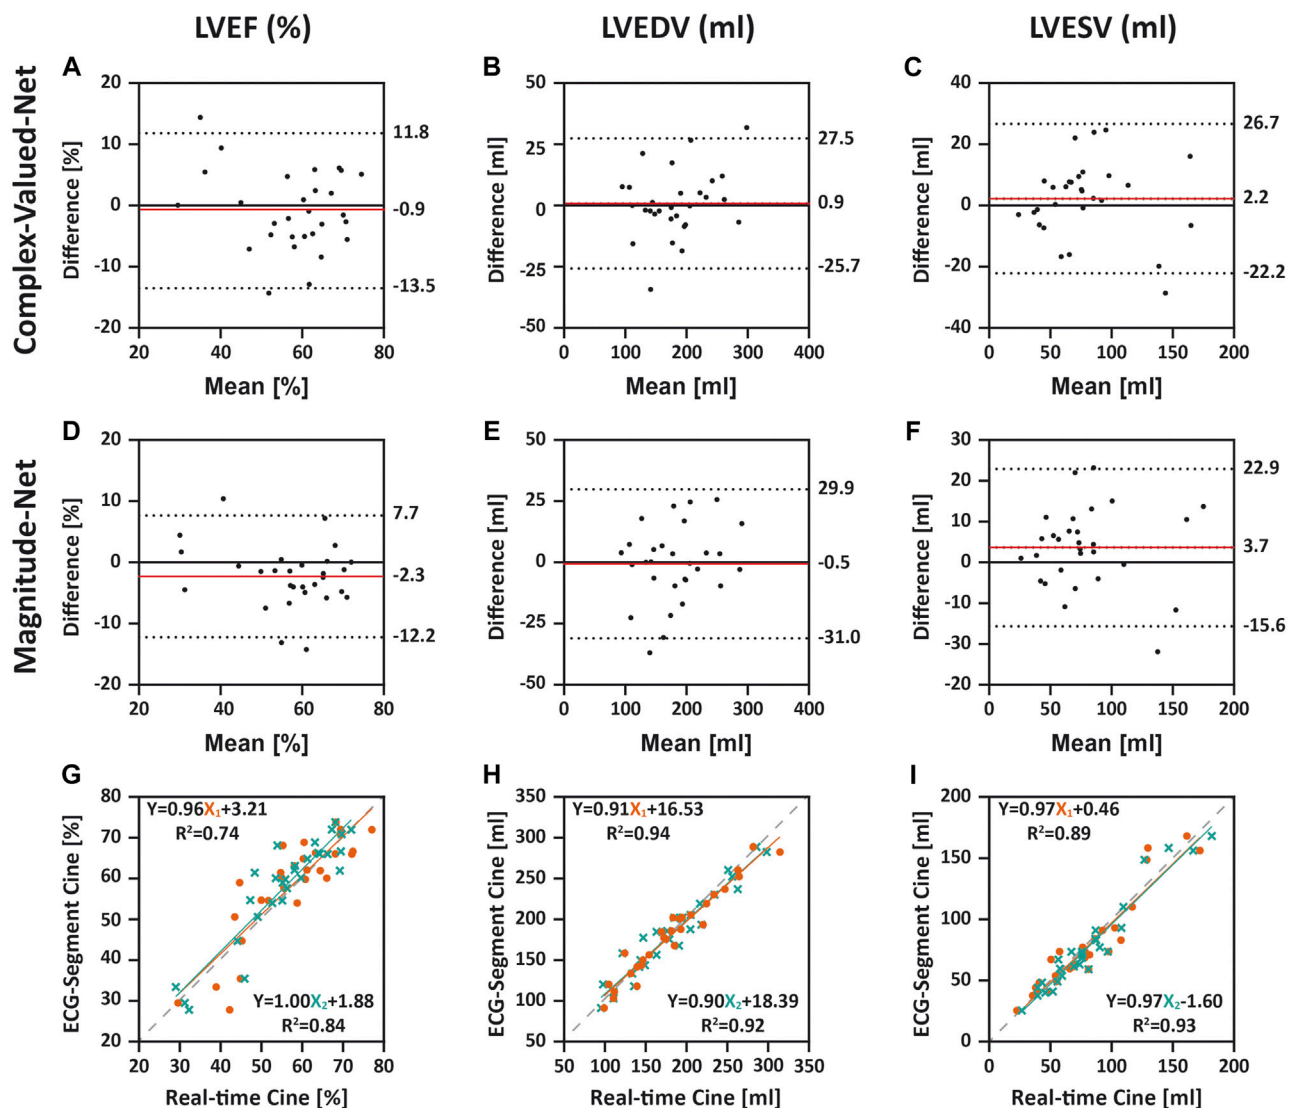 LVEF (%)
LVEDV (ml)
LVESV (ml)
Complex-Valued-Net
A
20
10
0
-10
-20
Difference [%]
11.8
-0.9
-13.5
20
40
60
80
Mean [%]
B
50
25
0
-25
-50
Difference [ml]
27.5
0.9
-25.7
0
100
200
300
400
Mean [ml]
C
40
20
0
-20
-40
Difference [ml]
26.7
2.2
-22.2
0
50
100
150
200
Mean [ml]
Magnitude-Net
D
20
10
0
-10
-20
Difference [%]
7.7
-2.3
-12.2
20
40
60
80
Mean [%]
E
50
25
0
-25
-50
Difference [ml]
29.9
-0.5
-31.0
0
100
200
300
400
Mean [ml]
F
30
20
10
0
-10
-30
-20
Difference [ml]
22.9
3.7
-15.6
0
50
100
150
200
Mean [ml]
G
80
70
60
50
40
30
20
ECG-Segment Cine [%]
Y=0.96X₁+3.21
R²=0.74
Y=1.00X₂+1.88
R²=0.84
20
30
40
50
60
70
80
Real-time Cine [%]
H
350
300
250
200
150
100
50
ECG-Segment Cine [ml]
Y=0.91X₁+16.53
R²=0.94
Y=0.90X₂+18.39
R²=0.92
50
100
150
200
250
300
350
Real-time Cine [ml]
I
200
150
100
50
0
ECG-Segment Cine [ml]
Y=0.97X₁+0.46
R²=0.89
Y=0.97X₂-1.60
R²=0.93
0
50
100
150
200
Real-time Cine [ml]